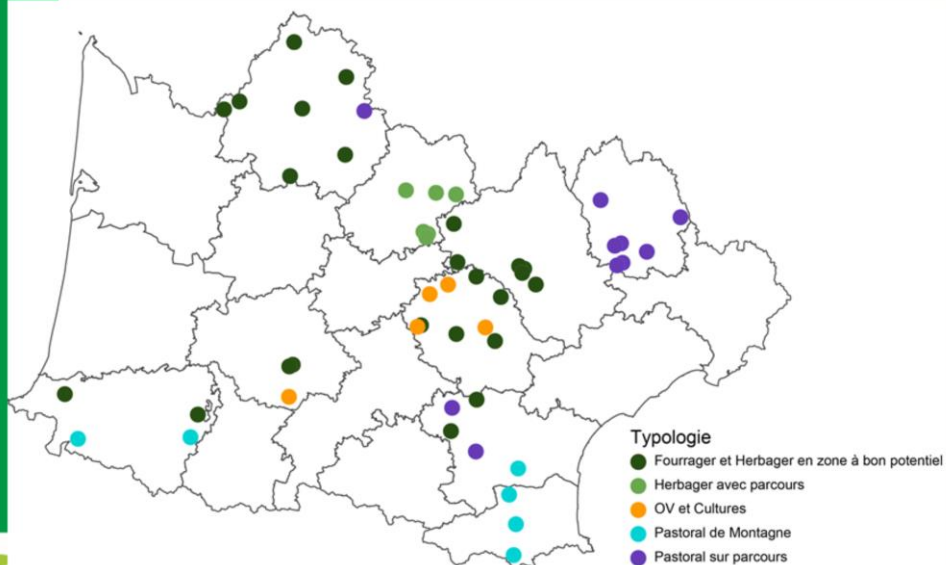 Typologie
Fourrager et Herbager en zone à bon potentiel
Herbager avec parcours
OV et Cultures
Pastoral de Montagne
Pastoral sur parcours